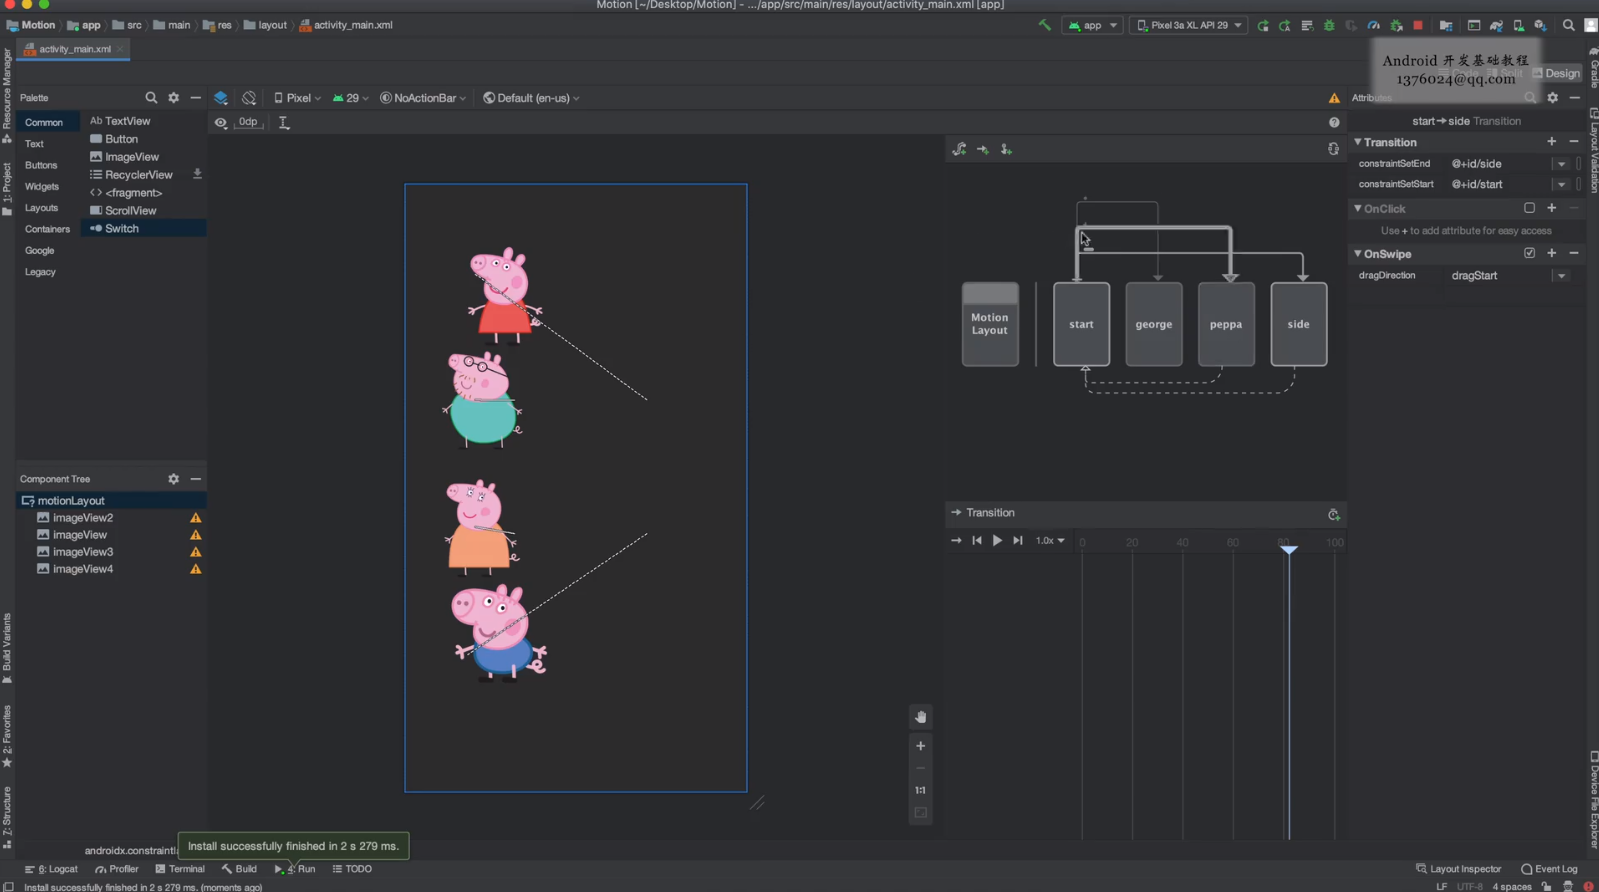 Motion [~/Desktop/Motion] - .../app/src/main/res/layout/activity_main.xml [app]
Motion app src main res layout activity_main.xml
app Pixel 3a XL API 29
activity_main.xml
Android 开发基础教程
1376024@qq.com
Design
Palette
Pixel 29 NoActionBar Default (en-us)
Attributes
Common
Text
Buttons
Widgets
Layouts
Containers
Google
Legacy
Ab TextView
Button
ImageView
RecyclerView
<> <fragment>
ScrollView
Switch
0dp
start→side Transition
Transition
constraintSetEnd @+id/side
constraintSetStart @+id/start
OnClick
Use + to add attribute for easy access
OnSwipe
dragDirection dragStart
Motion
Layout
start
george
peppa
side
Component Tree
motionLayout
imageView2
imageView
imageView3
imageView4
Transition
1.0x
0 20 40 60 80 100
1:1
Resource Manager
1: Project
Build Variants
2: Favorites
7: Structure
Gradle
Layout Validation
Device File Explorer
androidx.constraintla
Install successfully finished in 2 s 279 ms.
6: Logcat Profiler Terminal Build 4: Run TODO
Layout Inspector Event Log
Install successfully finished in 2 s 279 ms. (moments ago)
LF UTF-8 4 spaces